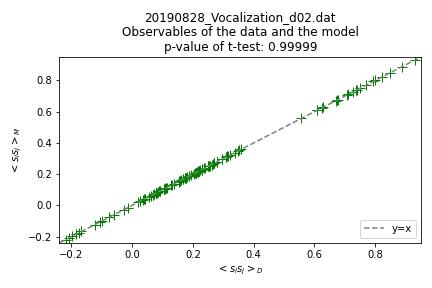 20190828_Vocalization_d02.dat
Observables of the data and the model
p-value of t-test: 0.99999
< s_i s_j >_M
0.8
0.6
0.4
0.2
0.0
−0.2
y=x
−0.2 0.0 0.2 0.4 0.6 0.8
< s_i s_j >_D